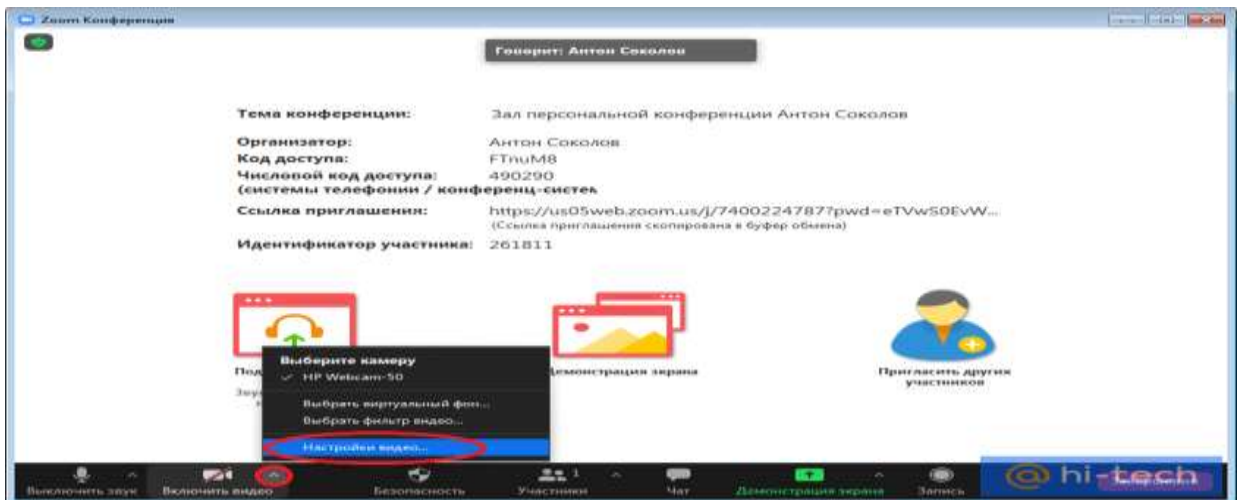 Zoom Конференция
Говорит: Антон Соколов
Тема конференции: Зал персональной конференции Антон Соколов
Организатор: Антон Соколов
Код доступа: FTnuM8
Числовой код доступа: 490290
(системы телефонии / конференц-систем
Ссылка приглашения: https://us05web.zoom.us/j/7400224787?pwd=eTVwS0EvW...
(Ссылка приглашения скопирована в буфер обмена)
Идентификатор участника: 261811
Выберите камеру
✓ HP Webcam-50
Выбрать виртуальный фон...
Выбрать фильтр видео...
Настройки видео...
Под
Демонстрация экрана
Пригласить других
участников
Выключить звук Включить видео Безопасность Участники 1 Чат Демонстрация экрана Запись
@ hi-tech